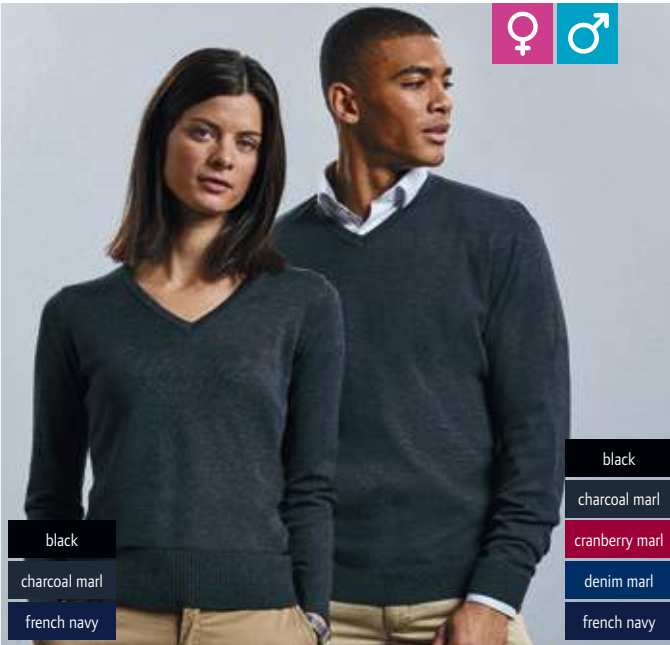 black
charcoal marl
french navy
black
charcoal marl
cranberry marl
denim marl
french navy